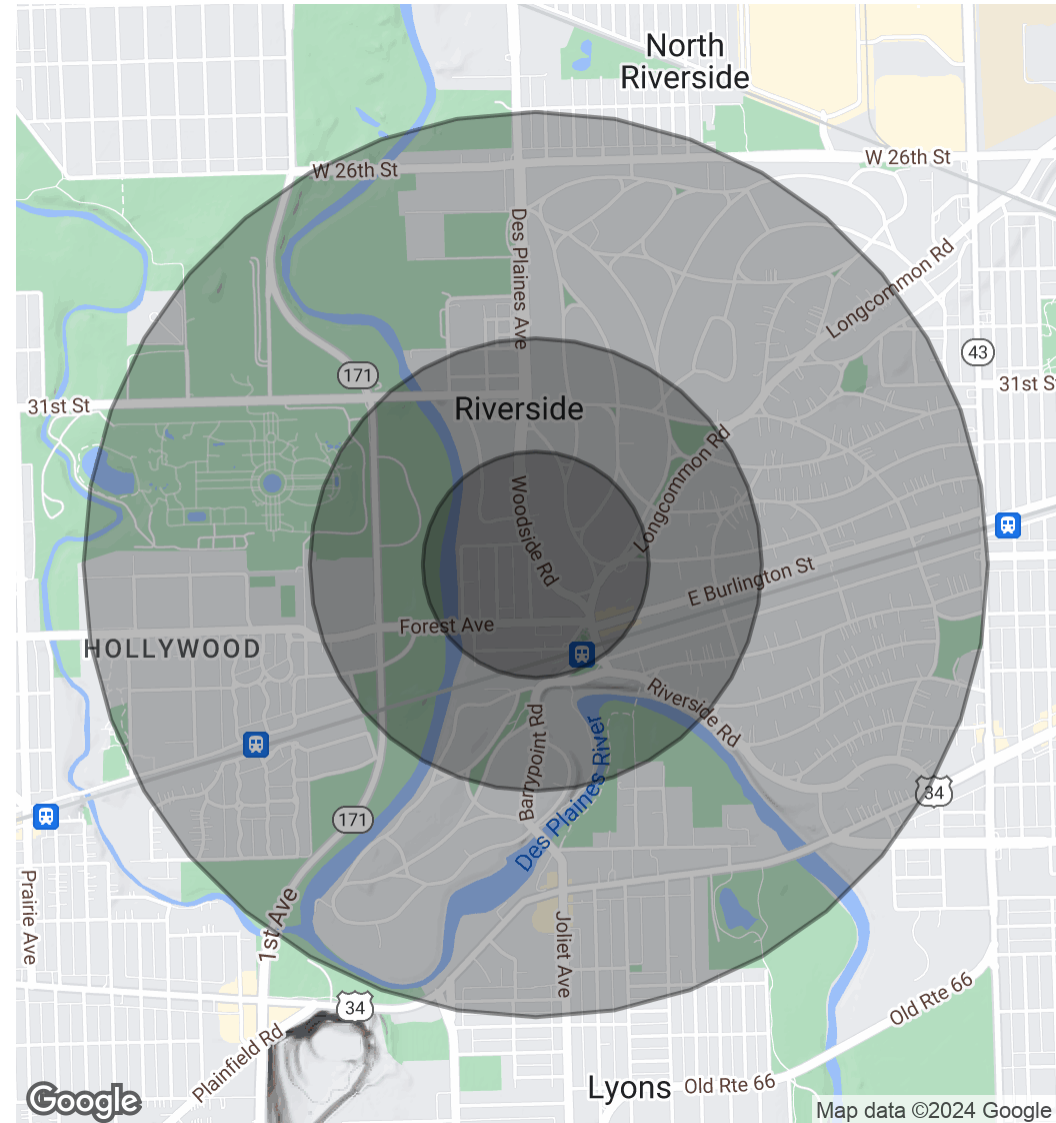 North
Riverside
W 26th St
W 26th St
Des Plaines Ave
Longcommon Rd
43
171
31st St
31st St
Riverside
Longcommon Rd
Woodside Rd
E Burlington St
Forest Ave
HOLLYWOOD
Riverside Rd
Barrypoint Rd
Des Plaines River
34
171
Prairie Ave
1st Ave
Joliet Ave
34
Old Rte 66
Plainfield Rd
Lyons
Old Rte 66
Google
Map data ©2024 Google